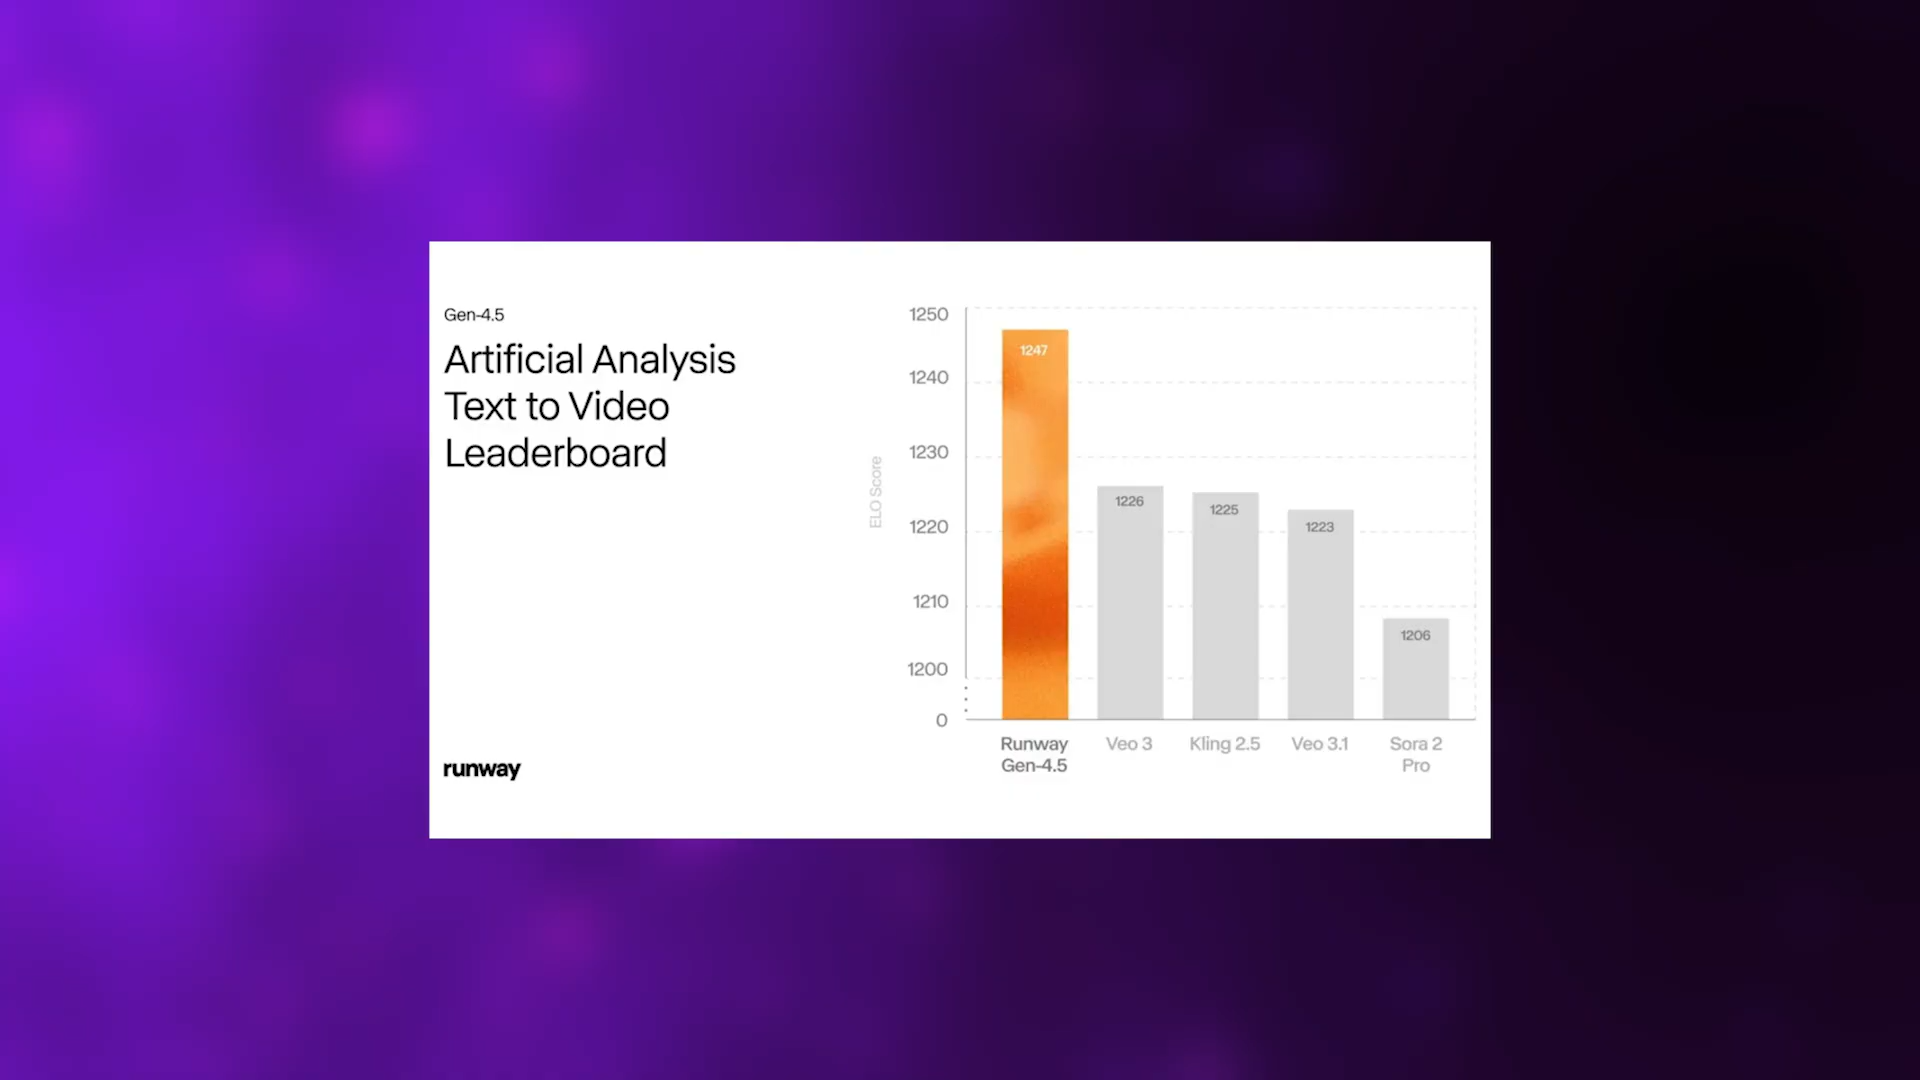 Gen-4.5
Artificial Analysis
Text to Video
Leaderboard
runway
ELO Score
1250
1240
1230
1220
1210
1200
0
1247
1226
1225
1223
1206
Runway
Gen-4.5
Veo 3
Kling 2.5
Veo 3.1
Sora 2
Pro